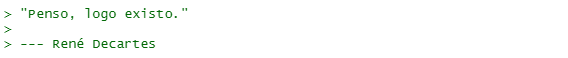 > "Penso, logo existo."
>
> --- René Decartes